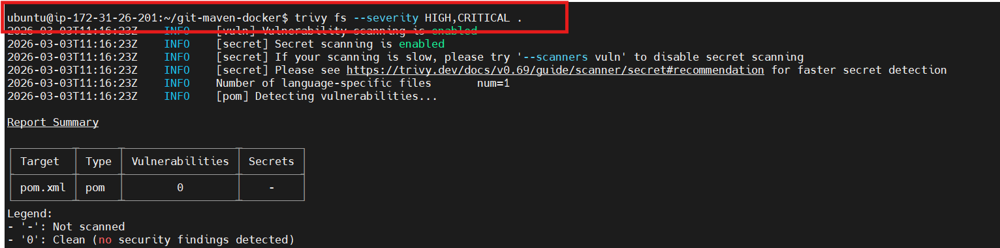 ubuntu@ip-172-31-26-201:~/git-maven-docker$ trivy fs --severity HIGH,CRITICAL .
2026-03-03T11:16:23Z INFO [vuln] Vulnerability scanning is enabled
2026-03-03T11:16:23Z INFO [secret] Secret scanning is enabled
2026-03-03T11:16:23Z INFO [secret] If your scanning is slow, please try '--scanners vuln' to disable secret scanning
2026-03-03T11:16:23Z INFO [secret] Please see https://trivy.dev/docs/v0.69/guide/scanner/secret#recommendation for faster secret detection
2026-03-03T11:16:23Z INFO Number of language-specific files num=1
2026-03-03T11:16:23Z INFO [pom] Detecting vulnerabilities...
Report Summary
Target Type Vulnerabilities Secrets
pom.xml pom 0 -
Legend:
- '-': Not scanned
- '0': Clean (no security findings detected)